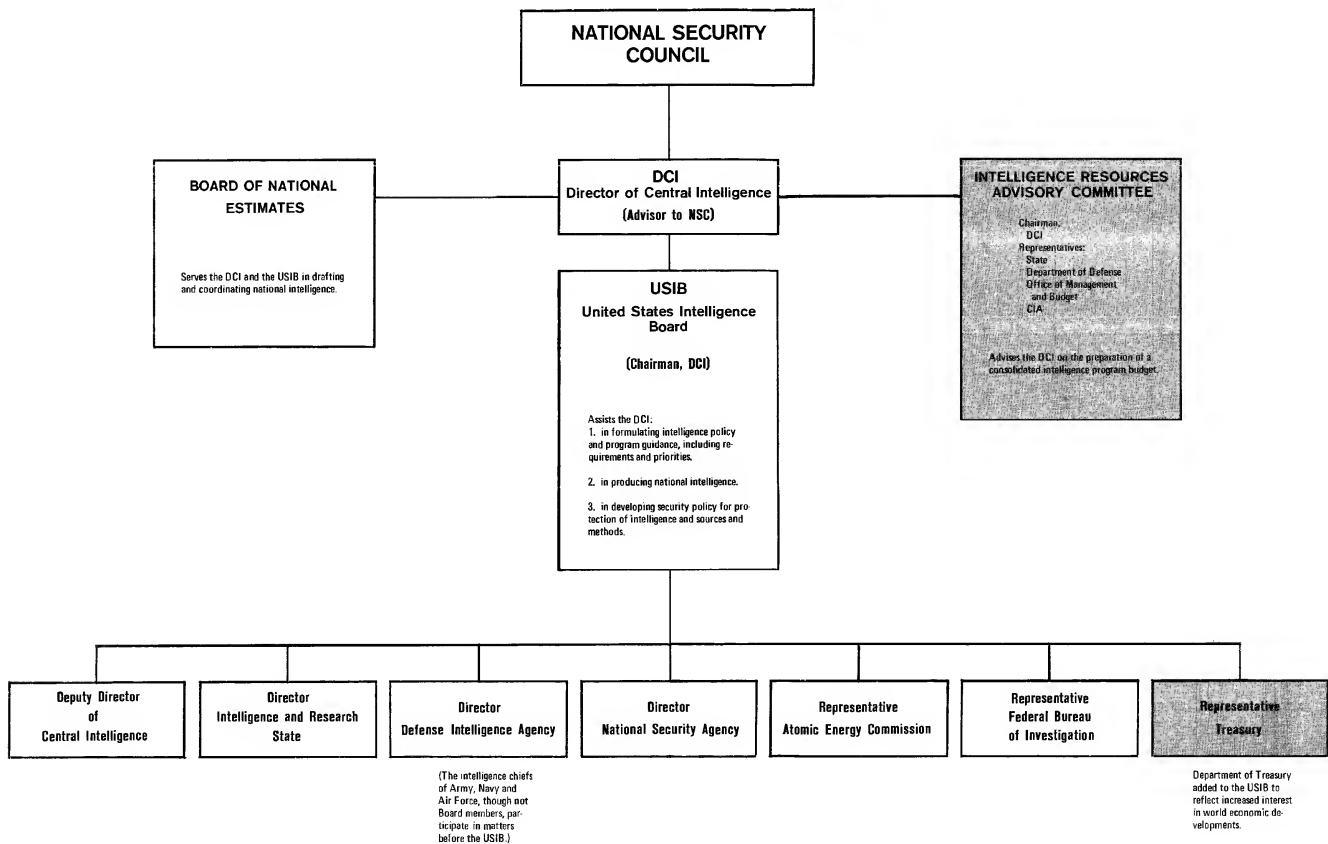 NATIONAL SECURITY
COUNCIL
BOARD OF NATIONAL
ESTIMATES
Serves the DCI and the USIB in drafting
and coordinating national intelligence.
DCI
Director of Central Intelligence
(Advisor to NSC)
INTELLIGENCE RESOURCES
ADVISORY COMMITTEE
Chairman,
DCI
Representatives:
State
Department of Defense
Office of Management
and Budget
CIA
Advises the DCI on the preparation of a
consolidated intelligence program budget.
USIB
United States Intelligence
Board
(Chairman, DCI)
Assists the DCI:
1. in formulating intelligence policy
and program guidance, including re-
quirements and priorities.
2. in producing national intelligence.
3. in developing security policy for pro-
tection of intelligence and sources and
methods.
Deputy Director
of
Central Intelligence
Director
Intelligence and Research
State
Director
Defense Intelligence Agency
(The intelligence chiefs
of Army, Navy and
Air Force, though not
Board members, par-
ticipate in matters
before the USIB.)
Director
National Security Agency
Representative
Atomic Energy Commission
Representative
Federal Bureau
of Investigation
Representative
Treasury
Department of Treasury
added to the USIB to
reflect increased interest
in world economic de-
velopments.